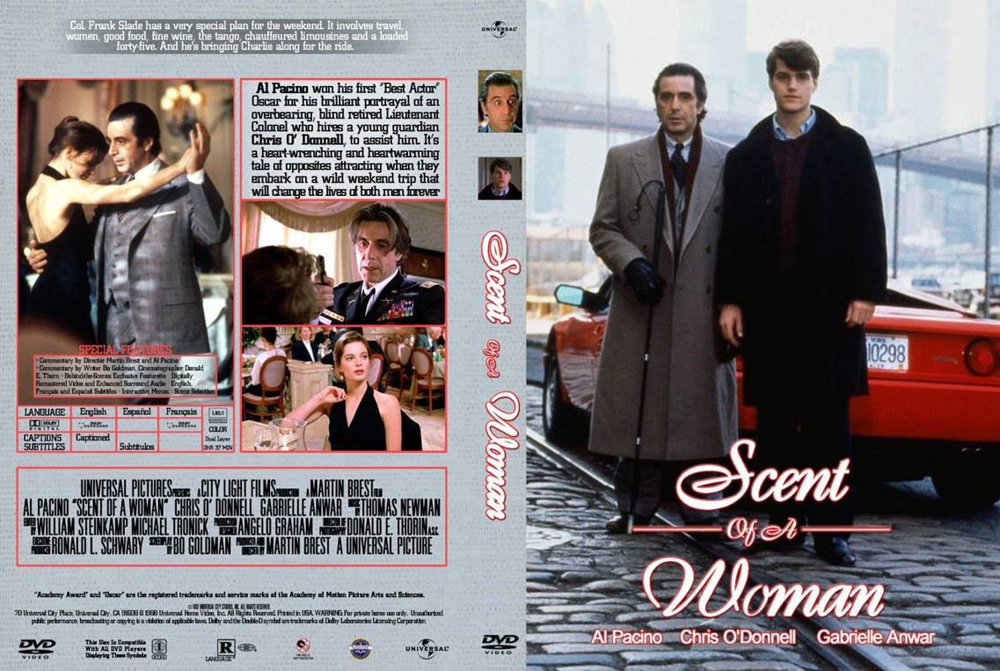 Col. Frank Slade has a very special plan for the weekend. It involves travel,
women, good food, fine wine, the tango, chauffeured limousines and a loaded
forty-five. And he's bringing Charlie along for the ride.
Al Pacino won his first "Best Actor"
Oscar for his brilliant portrayal of an
overbearing, blind retired Lieutenant
Colonel who hires a young guardian
Chris O' Donnell, to assist him. It's
a heart-wrenching and heartwarming
tale of opposites attracting when they
embark on a wild weekend trip that
will change the lives of both men forever
SPECIAL FEATURES
· Commentary by Director Martin Brest and Al Pacino
· Commentary by Writer Bo Goldman, Cinematographer Donald
E. Thorn · Behind-the-Scenes Exclusive Featurette Digitally
Remastered Video and Enhanced Surround Audio English,
Français and Español Subtitles · Interactive Menus Scene Selection
LANGUAGE English Español Français
DOLBY DIGITAL DOLBY SURROUND DOLBY SURROUND
CAPTIONS Captioned
SUBTITLES Subtitulos
1.85:1
COLOR
Dual Layer
2HR 37 MIN
UNIVERSAL PICTURES PRESENTS A CITY LIGHT FILMS PRODUCTION A MARTIN BREST FILM
AL PACINO "SCENT OF A WOMAN" CHRIS O' DONNELL GABRIELLE ANWAR MUSIC BY THOMAS NEWMAN
EDITED BY WILLIAM STEINKAMP MICHAEL TRONICK PRODUCTION DESIGNER ANGELO GRAHAM DIRECTOR OF PHOTOGRAPHY DONALD E. THORIN A.S.C.
EXECUTIVE PRODUCER RONALD L. SCHWARY SCREENPLAY BY BO GOLDMAN PRODUCED AND DIRECTED BY MARTIN BREST A UNIVERSAL PICTURE
"Academy Award" and "Oscar" are the registered trademarks and service marks of the Academy of Motion Picture Arts and Sciences.
© 1992 UNIVERSAL CITY STUDIOS, INC. ALL RIGHTS RESERVED.
70 Universal City Place, Universal City, CA 91608 © 1998 Universal Home Video, Inc. All Rights Reserved. Printed in USA. WARNING: For private home use only. Unauthorized
public performance, broadcasting or copying is a violation of applicable laws. Dolby and the Double-D symbol are trademarks of Dolby Laboratories Licensing Corporation.
DVD VIDEO
This Disc Is Compatible
With All DVD Players
Displaying These Symbols
R
LANGUAGE
UNIVERSAL
UNIVERSAL
Scent Of A Woman
DVD VIDEO
10298
Scent
Of A
Woman
Al Pacino Chris O'Donnell Gabrielle Anwar